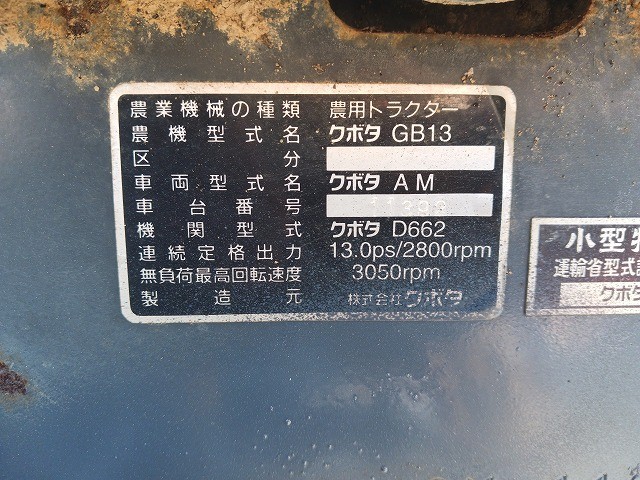 農業機械の種類 農用トラクター
農機型式名 クボタ GB13
区分
車両型式名 クボタ AM
車台番号
機関型式 クボタ D662
連続定格出力 13.0ps/2800rpm
無負荷最高回転速度 3050rpm
製造元 株式会社クボタ
小型特
運輸省型式
クボタ